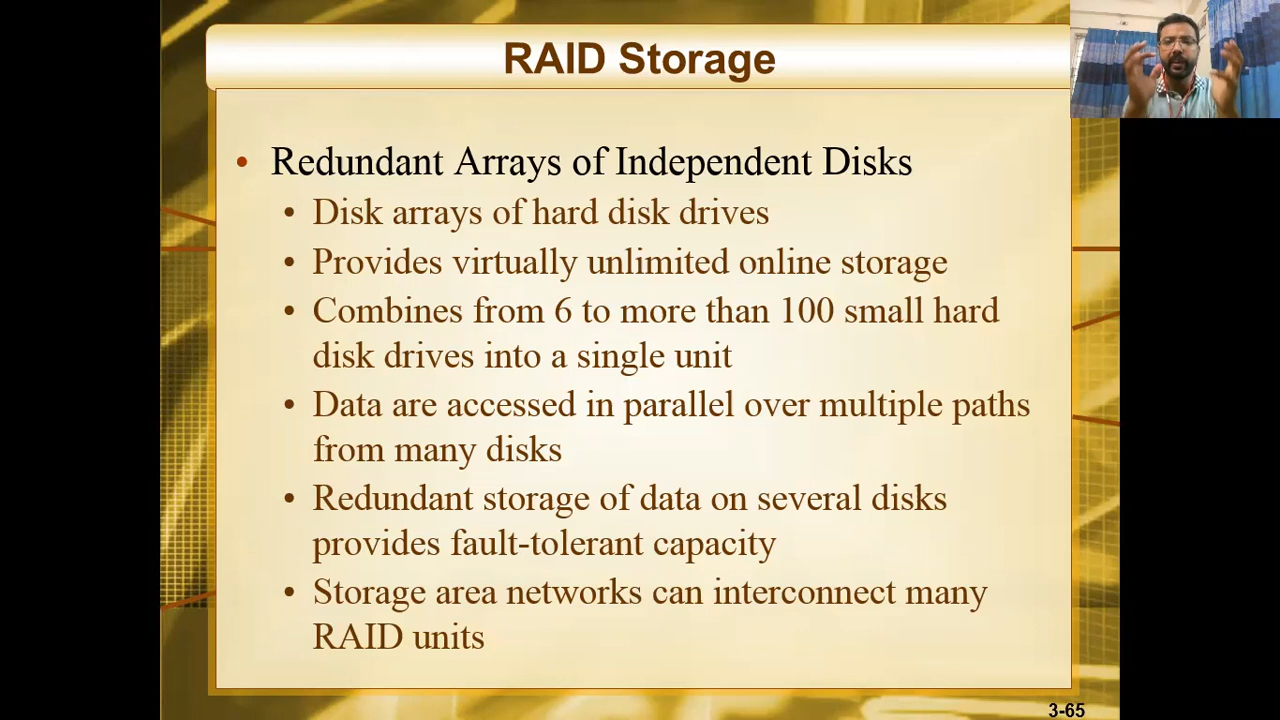 RAID Storage
• Redundant Arrays of Independent Disks
• Disk arrays of hard disk drives
• Provides virtually unlimited online storage
• Combines from 6 to more than 100 small hard
disk drives into a single unit
• Data are accessed in parallel over multiple paths
from many disks
• Redundant storage of data on several disks
provides fault-tolerant capacity
• Storage area networks can interconnect many
RAID units
3-65